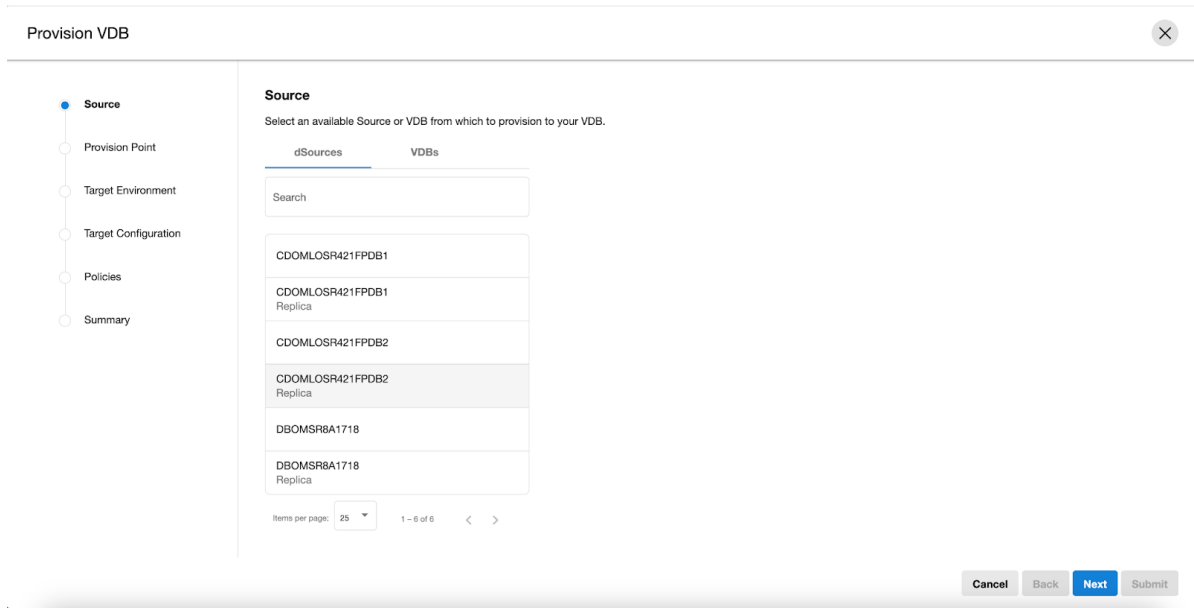 Provision VDB
Source
Provision Point
Target Environment
Target Configuration
Policies
Summary
Source
Select an available Source or VDB from which to provision to your VDB.
dSources VDBs
Search
CDOMLOSR421FPDB1
CDOMLOSR421FPDB1
Replica
CDOMLOSR421FPDB2
CDOMLOSR421FPDB2
Replica
DBOMSR8A1718
DBOMSR8A1718
Replica
Items per page: 25 1 – 6 of 6
Cancel Back Next Submit